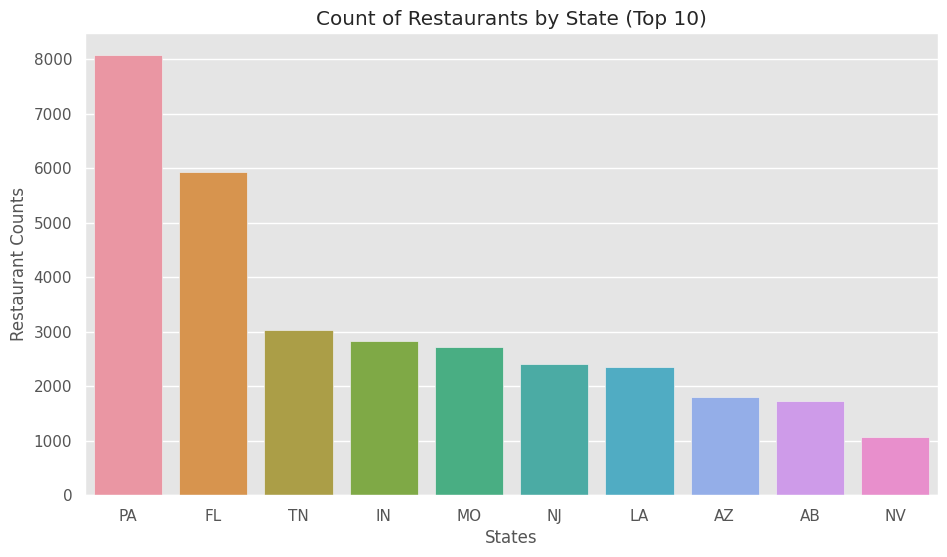 Count of Restaurants by State (Top 10)
Restaurant Counts
8000
7000
6000
5000
4000
3000
2000
1000
0
PA FL TN IN MO NJ LA AZ AB NV
States